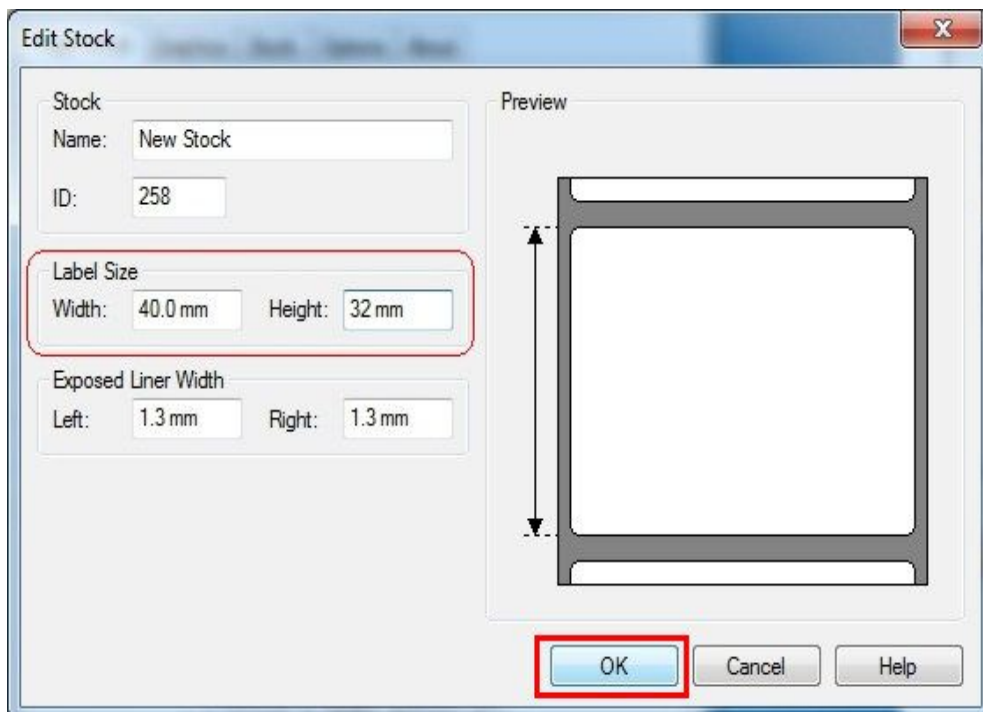 Edit Stock
Stock
Name: New Stock
ID: 258
Label Size
Width: 40.0 mm Height: 32 mm
Exposed Liner Width
Left: 1.3 mm Right: 1.3 mm
Preview
OK Cancel Help